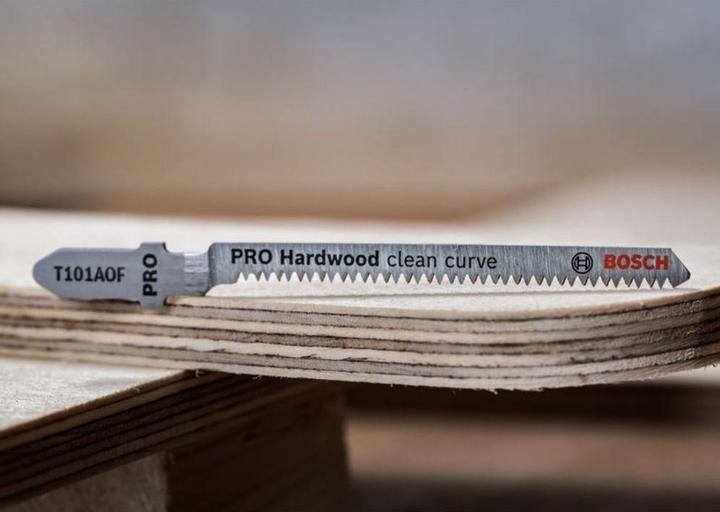 T101AOF
PRO
PRO Hardwood clean curve
BOSCH